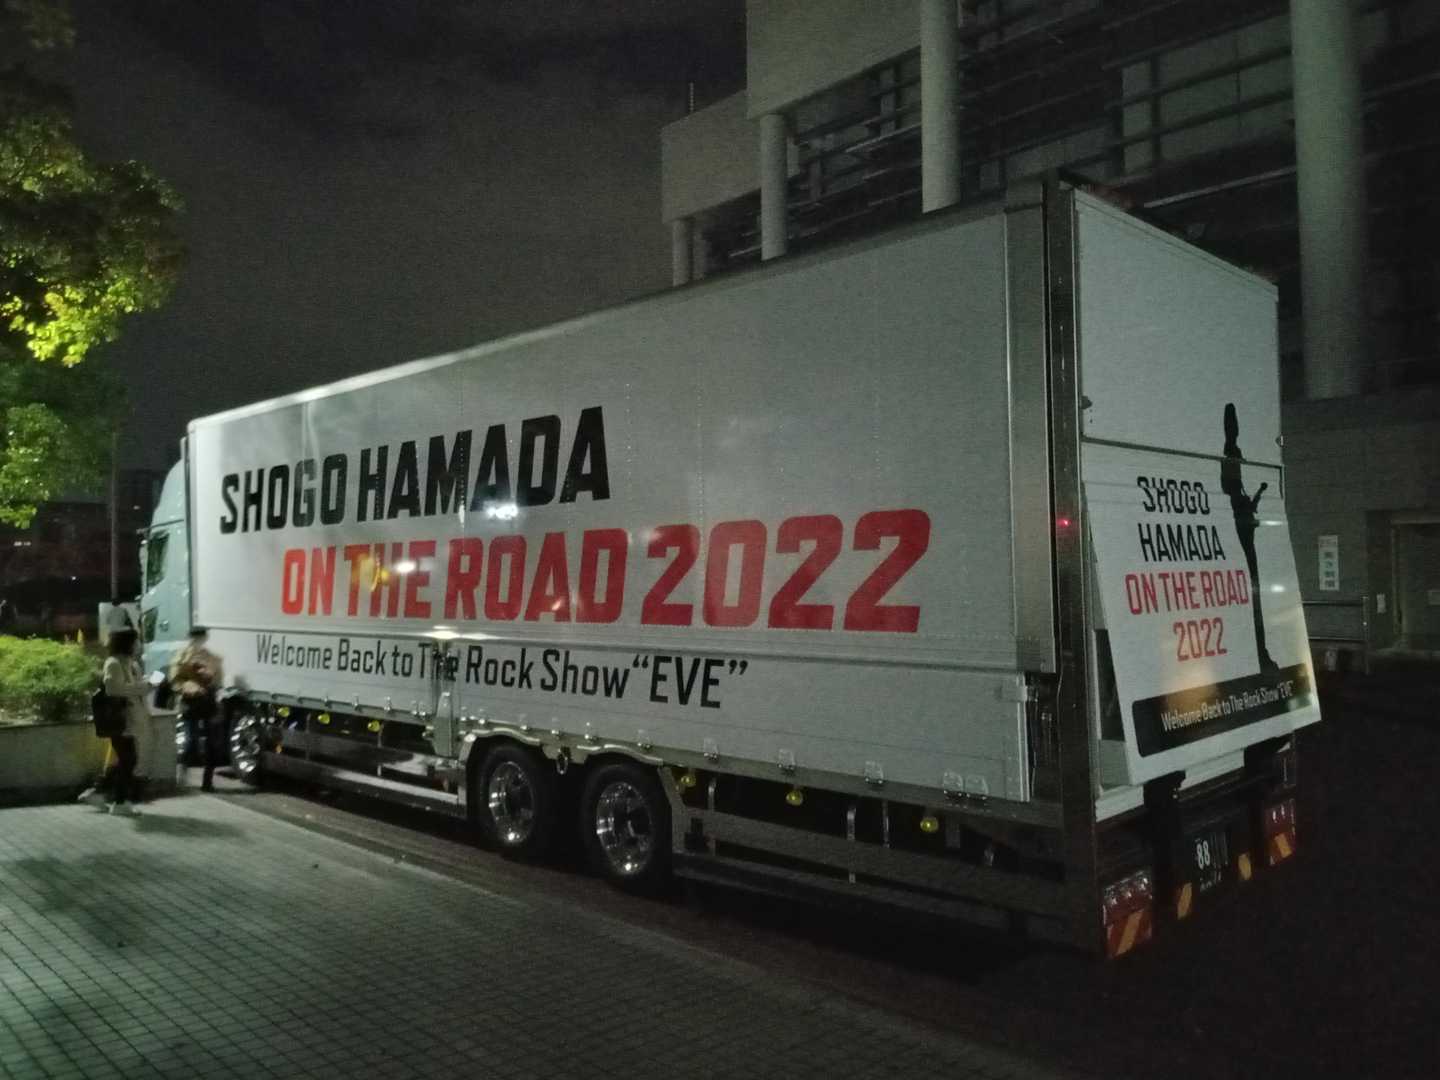 SHOGO HAMADA
ON THE ROAD 2022
Welcome Back to The Rock Show "EVE"
SHOGO
HAMADA
ON THE ROAD
2022
Welcome Back to The Rock Show "EVE"
88